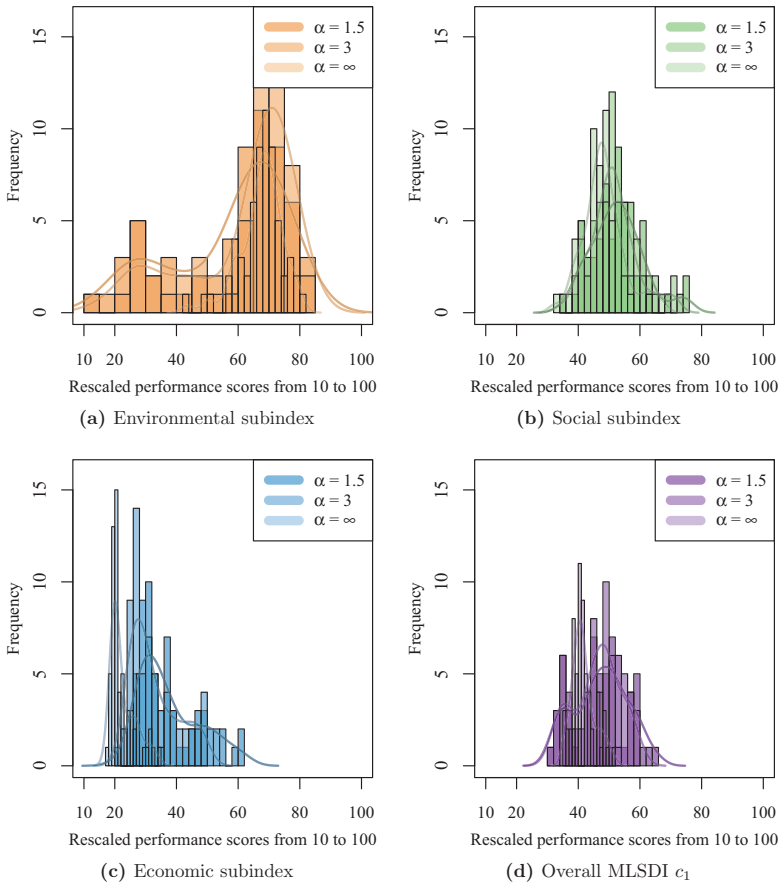 α = 1.5
α = 3
α = ∞
Frequency
0 5 10 15
10 20 40 60 80 100
Rescaled performance scores from 10 to 100
(a) Environmental subindex
α = 1.5
α = 3
α = ∞
Frequency
0 5 10 15
10 20 40 60 80 100
Rescaled performance scores from 10 to 100
(b) Social subindex
α = 1.5
α = 3
α = ∞
Frequency
0 5 10 15
10 20 40 60 80 100
Rescaled performance scores from 10 to 100
(c) Economic subindex
α = 1.5
α = 3
α = ∞
Frequency
0 5 10 15
10 20 40 60 80 100
Rescaled performance scores from 10 to 100
(d) Overall MLSDI c₁